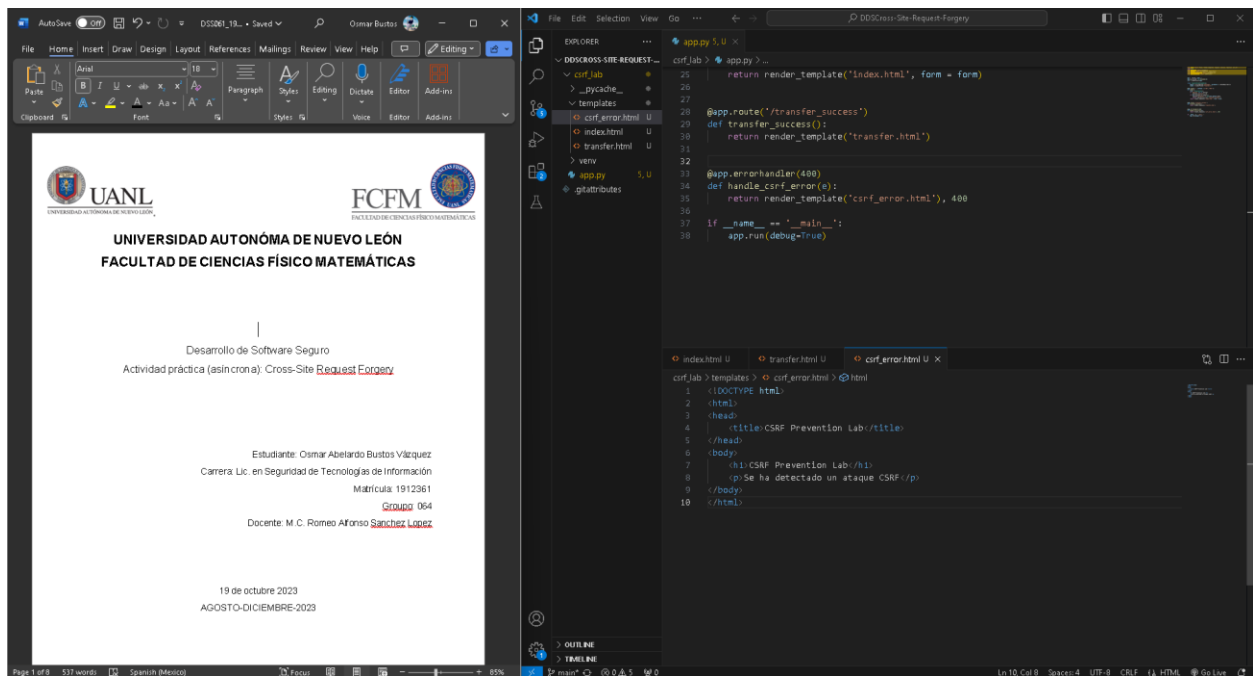 AutoSave Off DSS061_19... • Saved Osmar Bustos
File Home Insert Draw Design Layout References Mailings Review View Help Editing
Paste Arial 18 Paragraph Styles Editing Dictate Editor Add-ins
Clipboard Font Styles Voice Editor Add-ins
UANL
UNIVERSIDAD AUTÓNOMA DE NUEVO LEÓN
FCFM
FACULTAD DE CIENCIAS FÍSICO MATEMÁTICAS
UNIVERSIDAD AUTONÓMA DE NUEVO LEÓN
FACULTAD DE CIENCIAS FÍSICO MATEMÁTICAS
Desarrollo de Software Seguro
Actividad práctica (asíncrona): Cross-Site Request Forgery
Estudiante: Osmar Abelardo Bustos Vázquez
Carrera: Lic. en Seguridad de Tecnologías de Información
Matrícula: 1912361
Groupo: 064
Docente: M.C. Romeo Alfonso Sanchez Lopez
19 de octubre 2023
AGOSTO-DICIEMBRE-2023
Page 1 of 8 537 words Spanish (Mexico) Focus 85%
File Edit Selection View Go ... DDSCross-Site-Request-Forgery
EXPLORER
DDSCROSS-SITE-REQUEST-...
csrf_lab
__pycache__
templates
csrf_error.html U
index.html U
transfer.html U
venv
app.py 5, U
.gitattributes
OUTLINE
TIMELINE
app.py 5, U
csrf_lab > app.py > ...
25 return render_template('index.html', form = form)
26
27
28 @app.route('/transfer_success')
29 def transfer_success():
30 return render_template('transfer.html')
31
32
33 @app.errorhandler(400)
34 def handle_csrf_error(e):
35 return render_template('csrf_error.html'), 400
36
37 if __name__ == '__main__':
38 app.run(debug=True)
index.html U transfer.html U csrf_error.html U
csrf_lab > templates > csrf_error.html > html
1 <!DOCTYPE html>
2 <html>
3 <head>
4 <title>CSRF Prevention Lab</title>
5 </head>
6 <body>
7 <h1>CSRF Prevention Lab</h1>
8 <p>Se ha detectado un ataque CSRF</p>
9 </body>
10 </html>
main* 0 5 0 Ln 10, Col 8 Spaces: 4 UTF-8 CRLF HTML Go Live